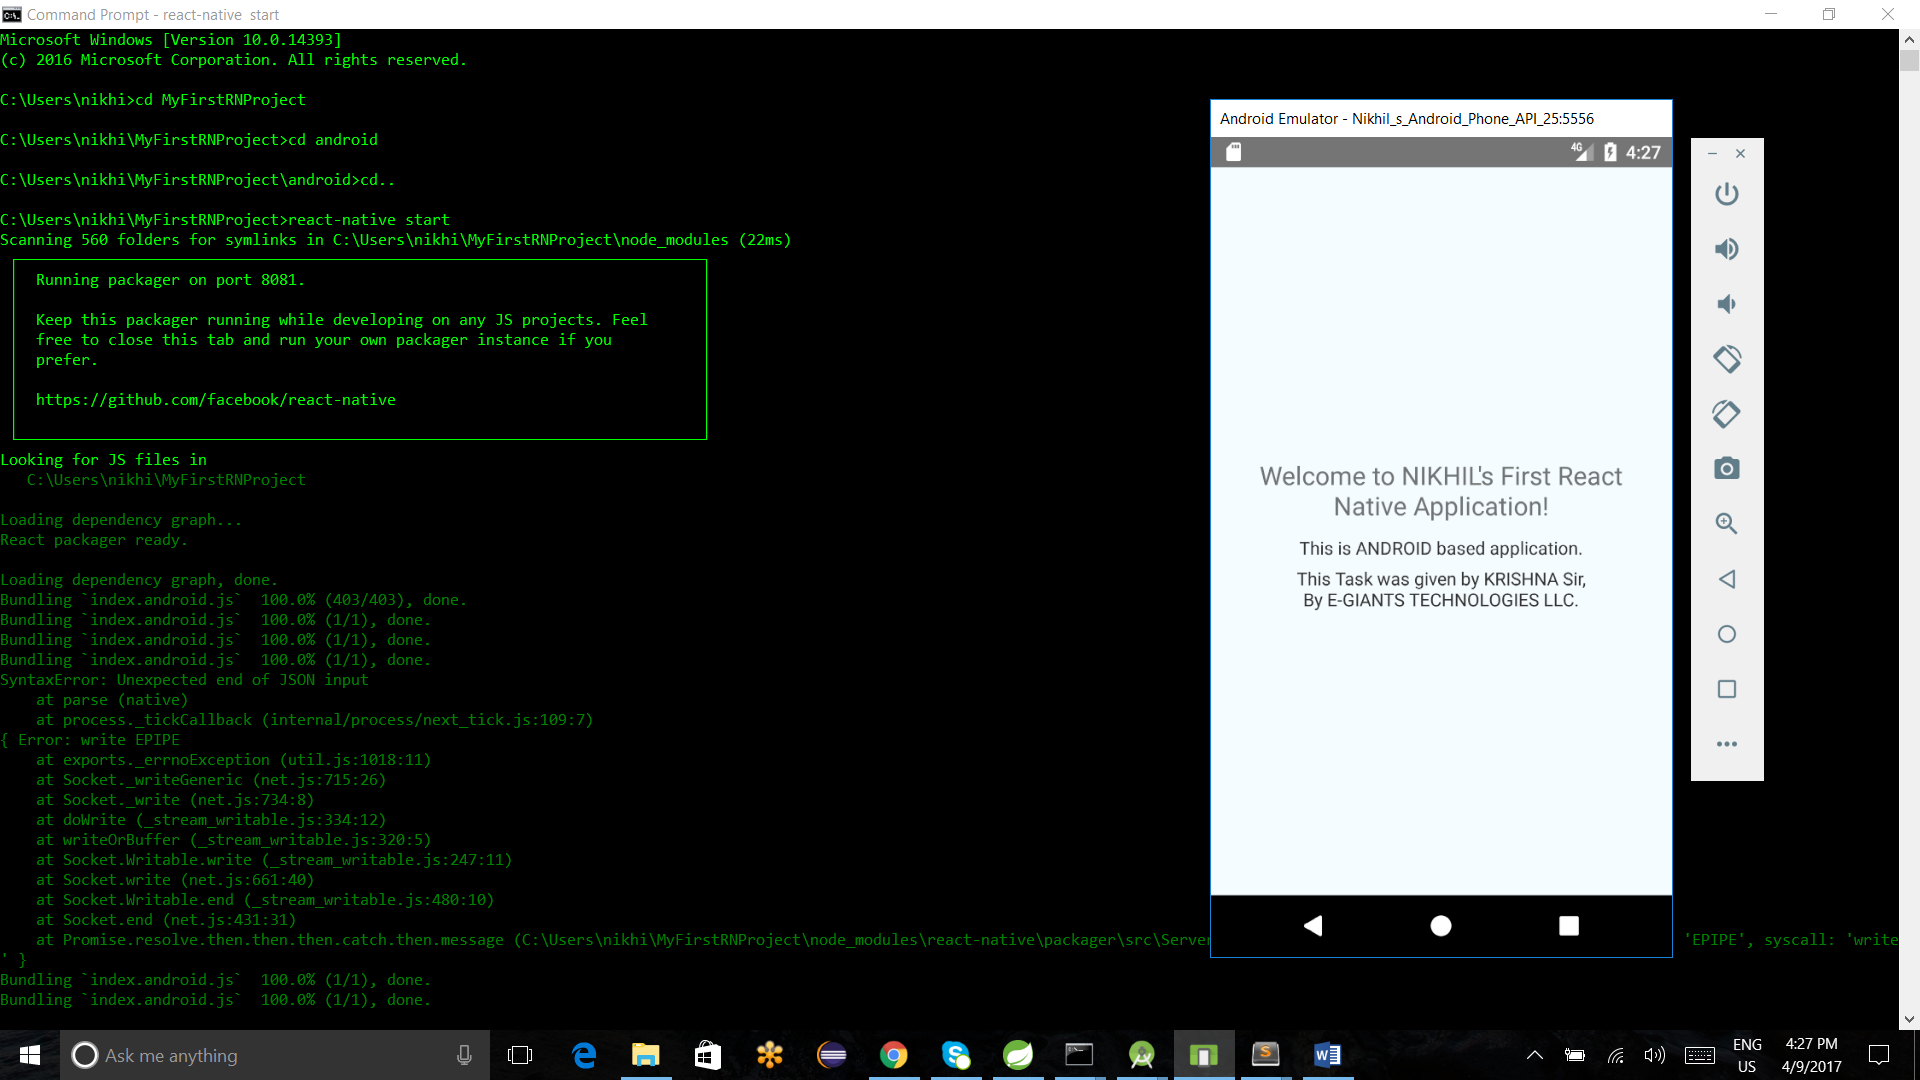 Command Prompt - react-native  start
Microsoft Windows [Version 10.0.14393]
(c) 2016 Microsoft Corporation. All rights reserved.
C:\Users\nikhi>cd MyFirstRNProject
C:\Users\nikhi\MyFirstRNProject>cd android
C:\Users\nikhi\MyFirstRNProject\android>cd..
C:\Users\nikhi\MyFirstRNProject>react-native start
Scanning 560 folders for symlinks in C:\Users\nikhi\MyFirstRNProject\node_modules (22ms)
Running packager on port 8081.
Keep this packager running while developing on any JS projects. Feel
free to close this tab and run your own packager instance if you
prefer.
https://github.com/facebook/react-native
Looking for JS files in
C:\Users\nikhi\MyFirstRNProject
Loading dependency graph...
React packager ready.
Loading dependency graph, done.
Bundling `index.android.js`  100.0% (403/403), done.
Bundling `index.android.js`  100.0% (1/1), done.
Bundling `index.android.js`  100.0% (1/1), done.
Bundling `index.android.js`  100.0% (1/1), done.
SyntaxError: Unexpected end of JSON input
at parse (native)
at process._tickCallback (internal/process/next_tick.js:109:7)
{ Error: write EPIPE
at exports._errnoException (util.js:1018:11)
at Socket._writeGeneric (net.js:715:26)
at Socket._write (net.js:734:8)
at doWrite (_stream_writable.js:334:12)
at writeOrBuffer (_stream_writable.js:320:5)
at Socket.Writable.write (_stream_writable.js:247:11)
at Socket.write (net.js:661:40)
at Socket.Writable.end (_stream_writable.js:480:10)
at Socket.end (net.js:431:31)
at Promise.resolve.then.then.then.catch.then.message (C:\Users\nikhi\MyFirstRNProject\node_modules\react-native\packager\src\Server 'EPIPE', syscall: 'write
' }
Bundling `index.android.js`  100.0% (1/1), done.
Bundling `index.android.js`  100.0% (1/1), done.
Android Emulator - Nikhil_s_Android_Phone_API_25:5556
4G 4:27
Welcome to NIKHIL's First React
Native Application!
This is ANDROID based application.
This Task was given by KRISHNA Sir,
By E-GIANTS TECHNOLOGIES LLC.
Ask me anything
ENG
US
4:27 PM
4/9/2017